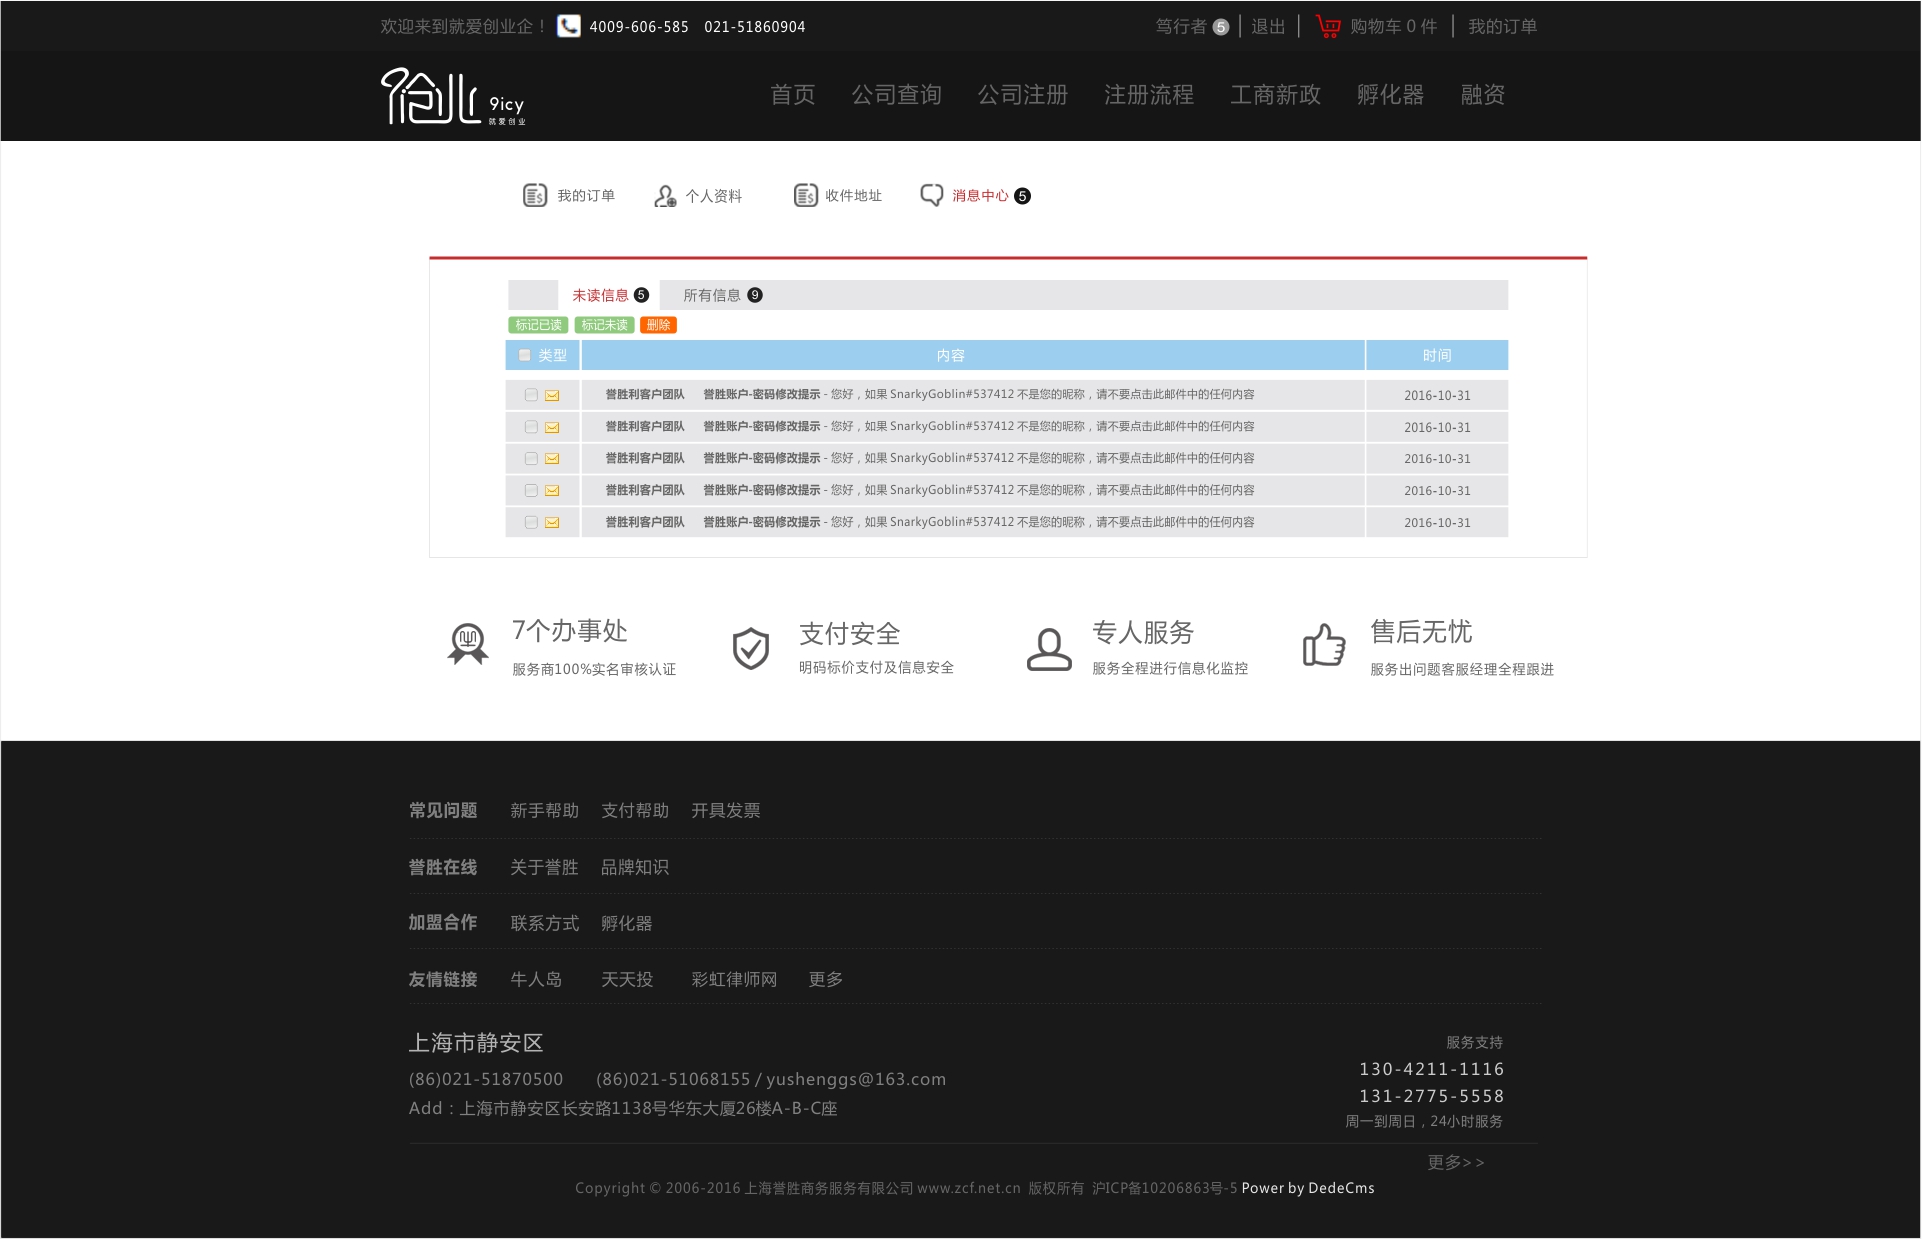 欢迎来到就爱创业企！ 4009-606-585 021-51860904 笃行者 5 退出 购物车 0 件 我的订单
9icy
就爱创业
首页 公司查询 公司注册 注册流程 工商新政 孵化器 融资
我的订单 个人资料 收件地址 消息中心 5
未读信息 5 所有信息 9
标记已读 标记未读 删除
类型 内容 时间
誉胜利客户团队 誉胜账户-密码修改提示 - 您好，如果 SnarkyGoblin#537412 不是您的昵称，请不要点击此邮件中的任何内容 2016-10-31
誉胜利客户团队 誉胜账户-密码修改提示 - 您好，如果 SnarkyGoblin#537412 不是您的昵称，请不要点击此邮件中的任何内容 2016-10-31
誉胜利客户团队 誉胜账户-密码修改提示 - 您好，如果 SnarkyGoblin#537412 不是您的昵称，请不要点击此邮件中的任何内容 2016-10-31
誉胜利客户团队 誉胜账户-密码修改提示 - 您好，如果 SnarkyGoblin#537412 不是您的昵称，请不要点击此邮件中的任何内容 2016-10-31
誉胜利客户团队 誉胜账户-密码修改提示 - 您好，如果 SnarkyGoblin#537412 不是您的昵称，请不要点击此邮件中的任何内容 2016-10-31
7个办事处 支付安全 专人服务 售后无忧
服务商100%实名审核认证 明码标价支付及信息安全 服务全程进行信息化监控 服务出问题客服经理全程跟进
常见问题 新手帮助 支付帮助 开具发票
誉胜在线 关于誉胜 品牌知识
加盟合作 联系方式 孵化器
友情链接 牛人岛 天天投 彩虹律师网 更多
上海市静安区 服务支持
(86)021-51870500 (86)021-51068155 / yushenggs@163.com 130-4211-1116
131-2775-5558
Add：上海市静安区长安路1138号华东大厦26楼A-B-C座
周一到周日，24小时服务
更多>>
Copyright © 2006-2016 上海誉胜商务服务有限公司 www.zcf.net.cn 版权所有 沪ICP备10206863号-5 Power by DedeCms